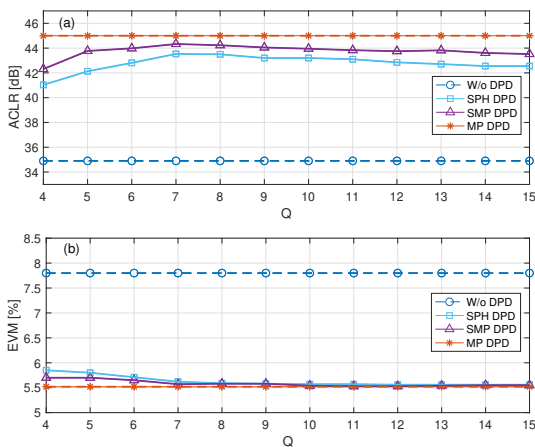 (a)
ACLR [dB]
46
44
42
40
38
36
34
W/o DPD
SPH DPD
SMP DPD
MP DPD
4 5 6 7 8 9 10 11 12 13 14 15
Q
(b)
EVM [%]
8.5
8
7.5
7
6.5
6
5.5
5
W/o DPD
SPH DPD
SMP DPD
MP DPD
4 5 6 7 8 9 10 11 12 13 14 15
Q